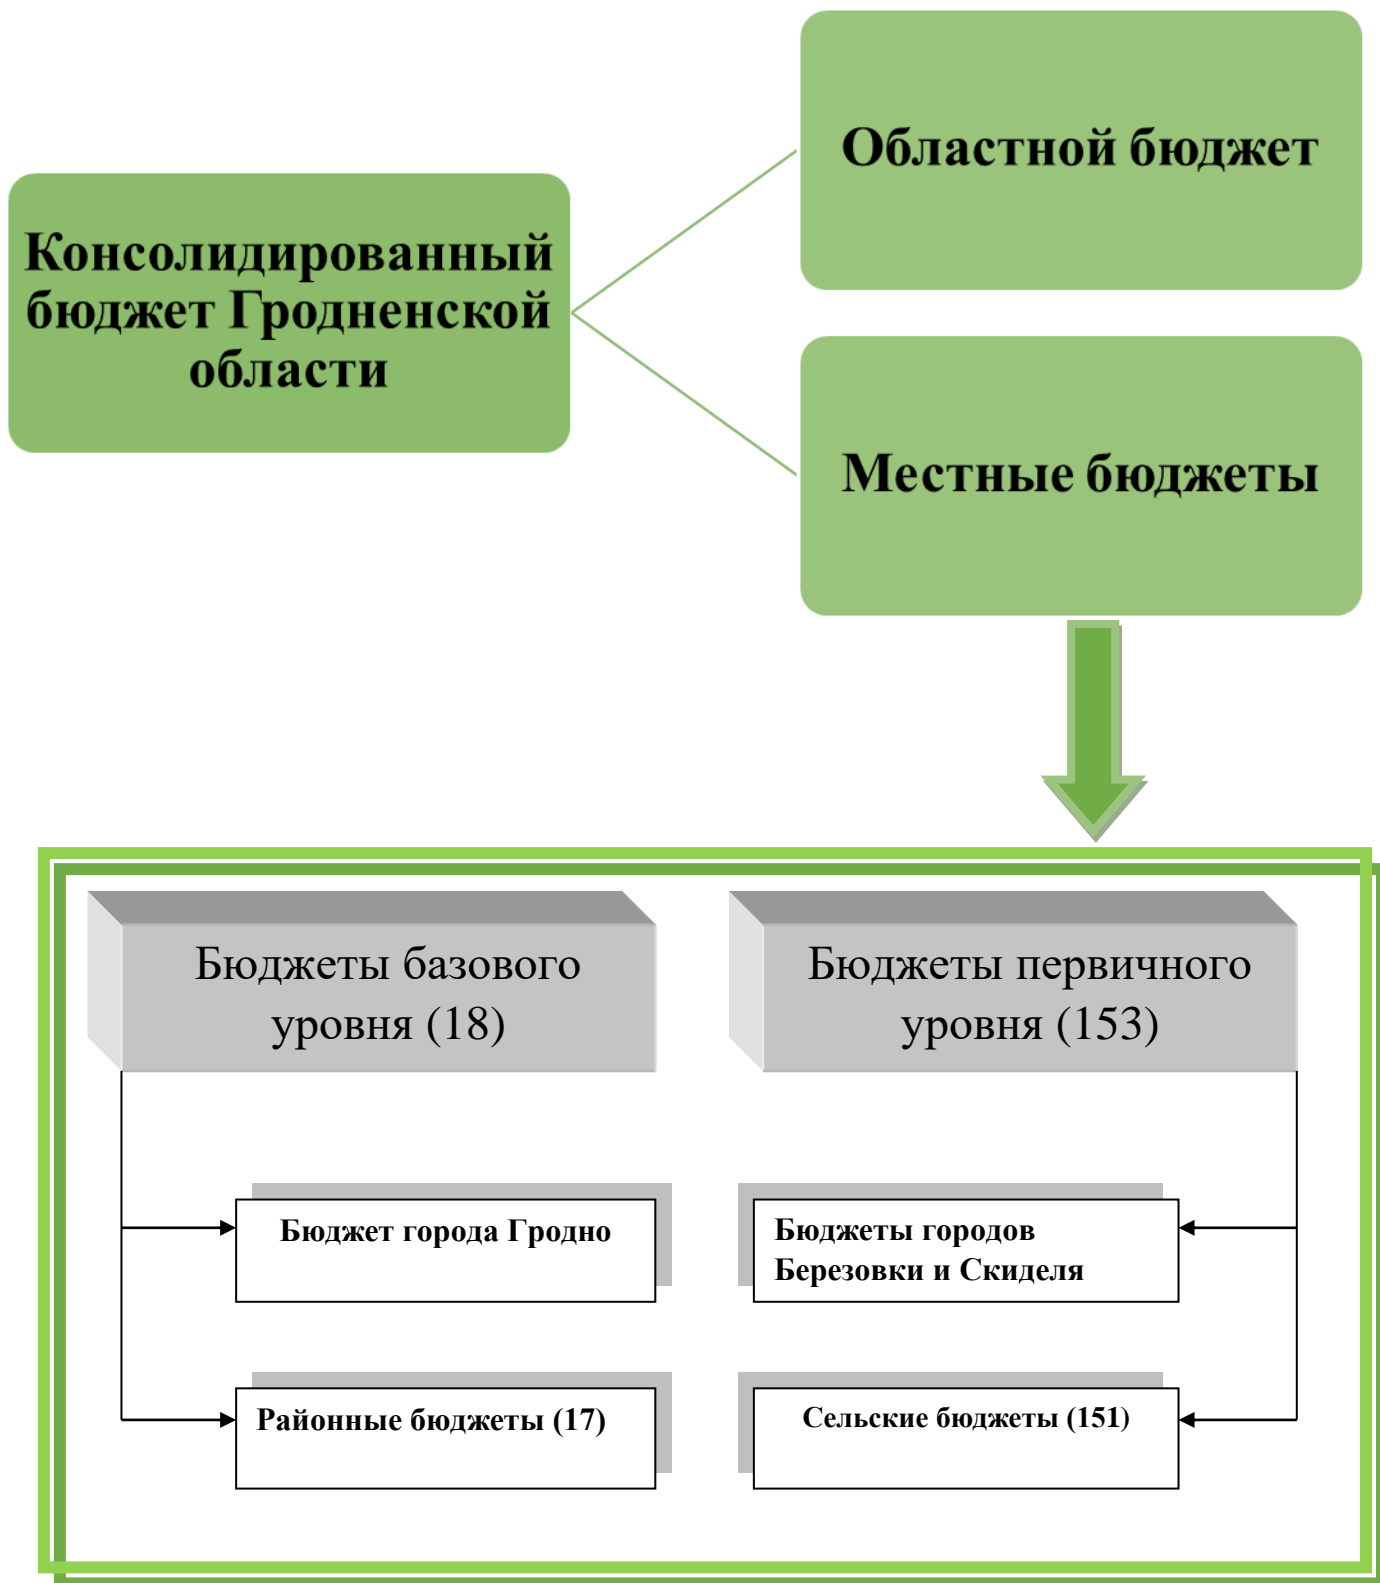 Областной бюджет
Консолидированный
бюджет Гродненской
области
Местные бюджеты
Бюджеты базового
уровня (18)
Бюджеты первичного
уровня (153)
Бюджет города Гродно
Бюджеты городов
Березовки и Скиделя
Районные бюджеты (17)
Сельские бюджеты (151)